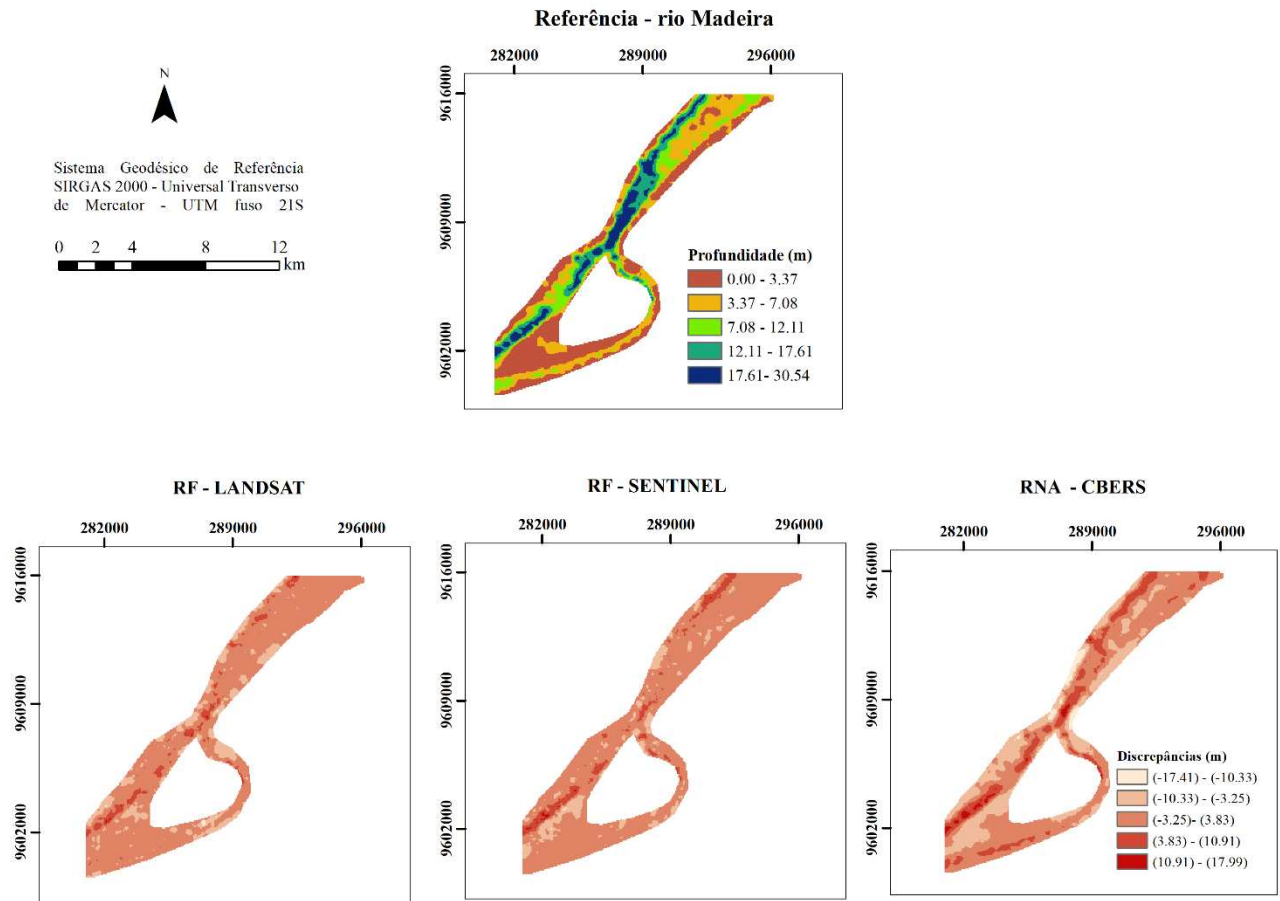 Referência - rio Madeira
282000 289000 296000
N
Sistema Geodésico de Referência
SIRGAS 2000 - Universal Transverso
de Mercator - UTM fuso 21S
0 2 4 8 12
km
9616000
9609000
9602000
Profundidade (m)
0.00 - 3.37
3.37 - 7.08
7.08 - 12.11
12.11 - 17.61
17.61- 30.54
RF - LANDSAT
282000 289000 296000
9616000
9609000
9602000
RF - SENTINEL
282000 289000 296000
9616000
9609000
9602000
RNA - CBERS
282000 289000 296000
9616000
9609000
9602000
Discrepâncias (m)
(-17.41) - (-10.33)
(-10.33) - (-3.25)
(-3.25)- (3.83)
(3.83) - (10.91)
(10.91) - (17.99)